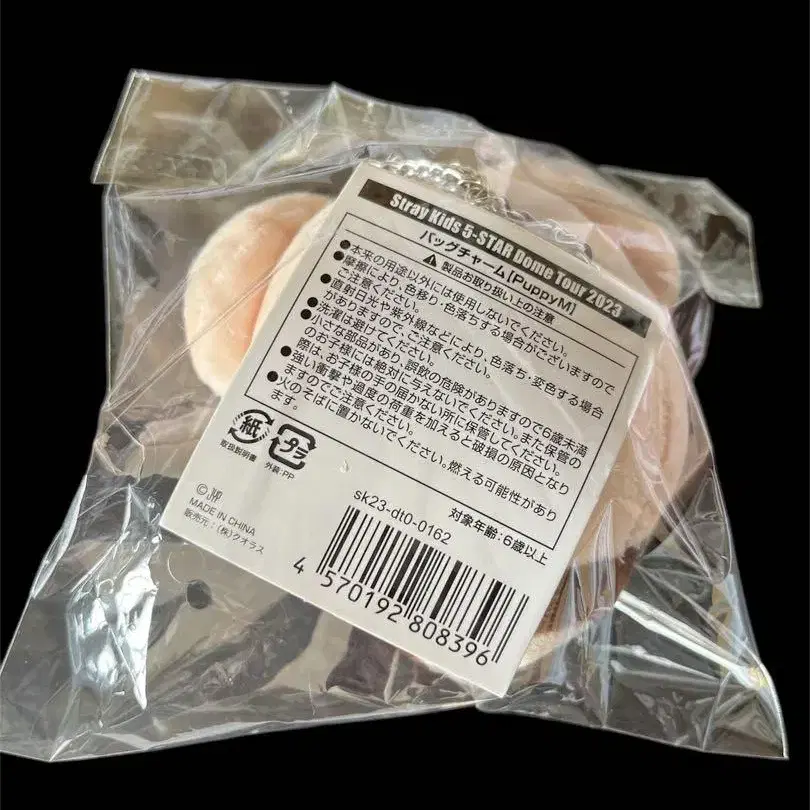 Stray Kids 5-STAR Dome Tour 2023
バッグチャーム[PuppyM]
⚠ 製品お取り扱い上の注意
●本来の用途以外には使用しないでください。
●摩擦により、色移り・色落ちする場合がございますので
ご注意ください。
●直射日光や紫外線などにより、色落ち・変色する場合
がありますので、ご注意ください。
●洗濯は避けてください。
●小さな部品があり、誤飲の危険がありますので6歳未満
のお子様には絶対に与えないでください。また保管の
際は、お子様の手の届かない所に保管してください。
●強い衝撃や過度の荷重を加えると破損の原因となり
ますのでご注意ください。
●火のそばに置かないでください。燃える可能性があり
ます。
紙
取扱説明書
プラ
外装:PP
sk23-dt0-0162
対象年齢:6歳以上
©JYP
MADE IN CHINA
販売元:(株)クオラス
4 570192 808396